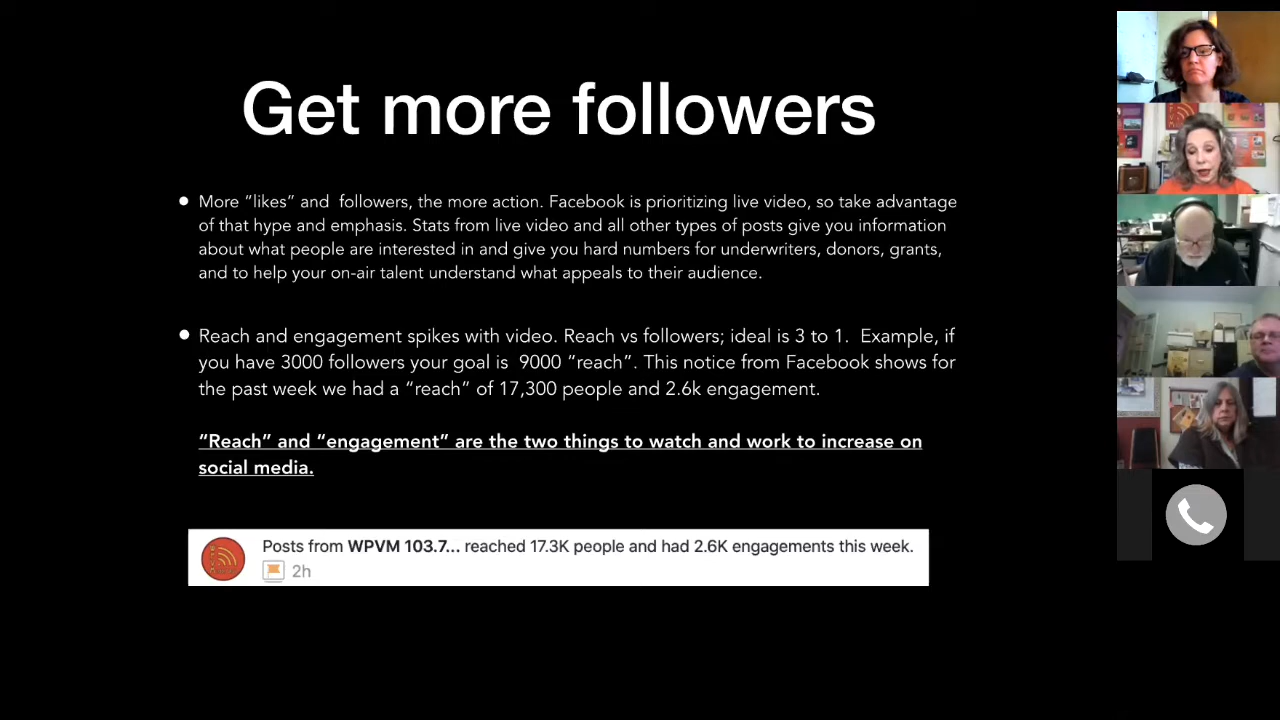 Get more followers
More “likes” and  followers, the more action. Facebook is prioritizing live video, so take advantage
of that hype and emphasis. Stats from live video and all other types of posts give you information
about what people are interested in and give you hard numbers for underwriters, donors, grants,
and to help your on-air talent understand what appeals to their audience.
Reach and engagement spikes with video. Reach vs followers; ideal is 3 to 1.  Example, if
you have 3000 followers your goal is  9000 “reach”. This notice from Facebook shows for
the past week we had a “reach” of 17,300 people and 2.6k engagement.
“Reach” and “engagement” are the two things to watch and work to increase on
social media.
Posts from WPVM 103.7... reached 17.3K people and had 2.6K engagements this week.
2h